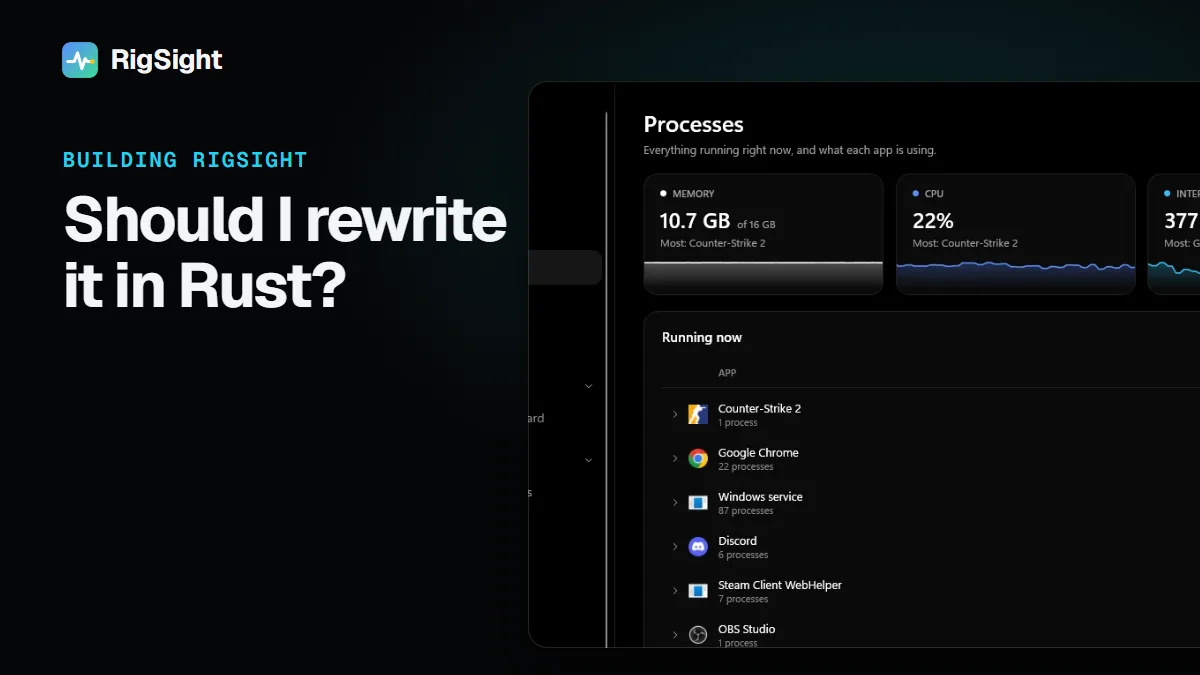 RigSight
BUILDING RIGSIGHT
Should I rewrite
it in Rust?
Processes
Everything running right now, and what each app is using.
MEMORY
10.7 GB of 16 GB
Most: Counter-Strike 2
CPU
22%
Most: Counter-Strike 2
INTER
377
Most: G
Running now
APP
Counter-Strike 2
1 process
Google Chrome
22 processes
Windows service
87 processes
Discord
6 processes
Steam Client WebHelper
7 processes
OBS Studio
1 process
ard
s